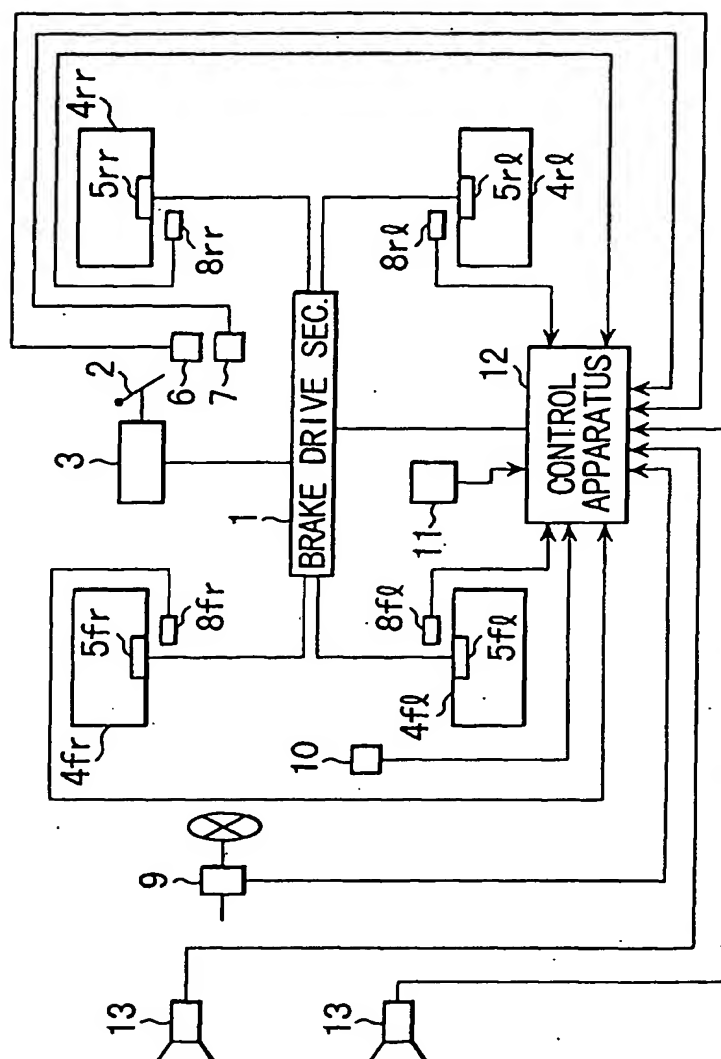 4fr
3
4rr
5fr
2
5rr
13
9
6
8fr
8rr
7
1
BRAKE DRIVE SEC.
10
13
8fl
8rl
4fl
11
5fl
5rl
12
4rl
CONTROL
APPARATUS